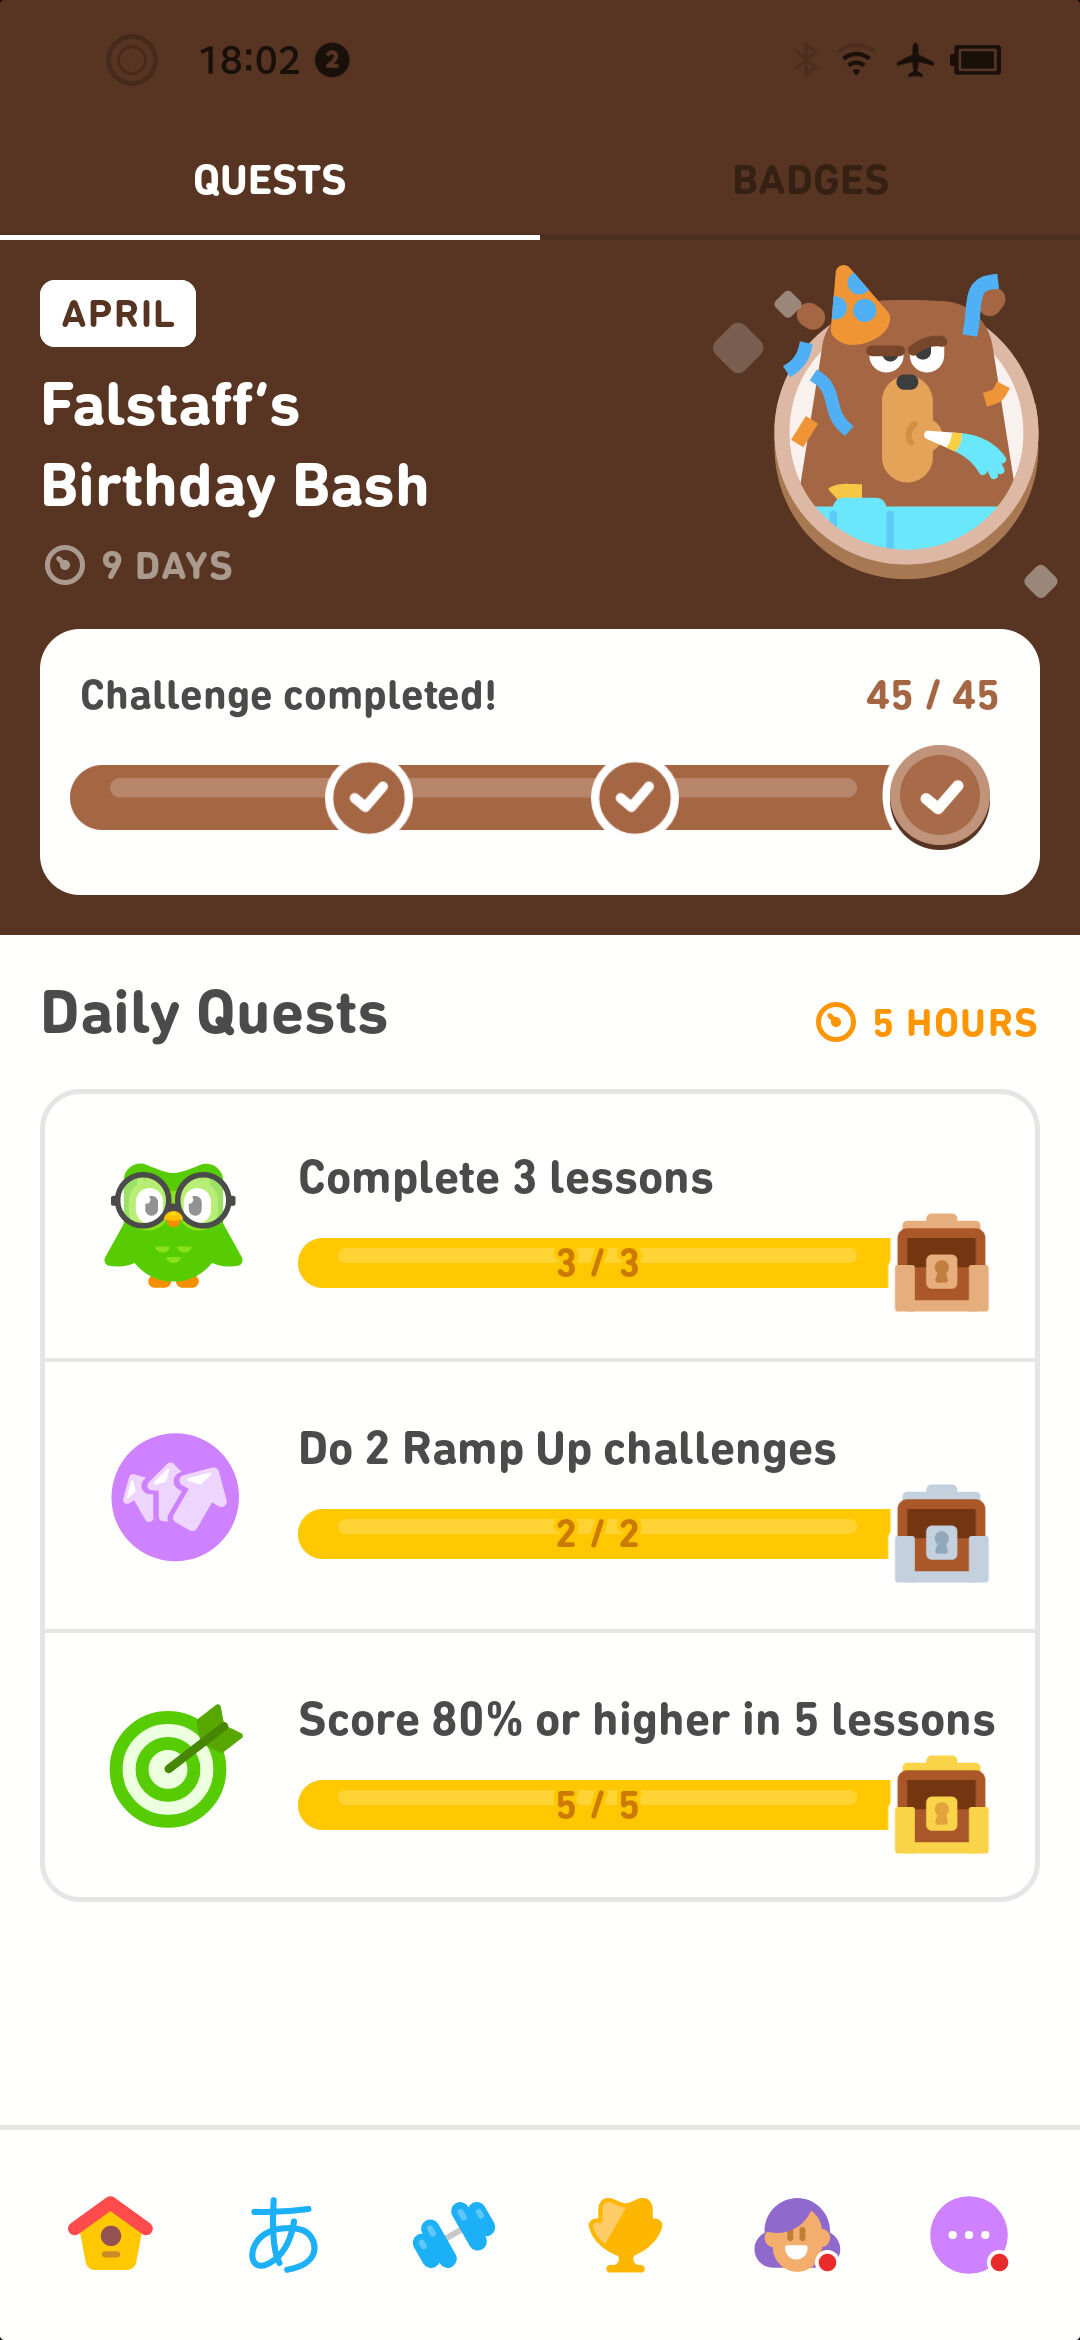 18:02 2
QUESTS
BADGES
APRIL
Falstaff's
Birthday Bash
9 DAYS
Challenge completed!
45 / 45
Daily Quests
5 HOURS
Complete 3 lessons
3 / 3
Do 2 Ramp Up challenges
2 / 2
Score 80% or higher in 5 lessons
5 / 5
あ